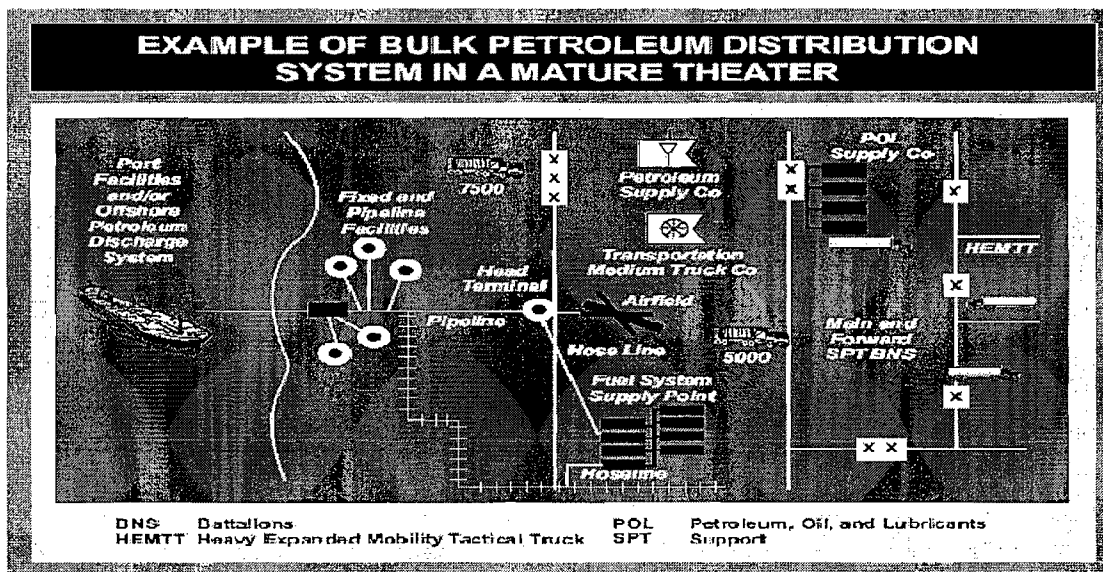 EXAMPLE OF BULK PETROLEUM DISTRIBUTION
SYSTEM IN A MATURE THEATER
Port
Facilities
and/or
Offshore
Petroleum
Discharge
System
Fixed and
Pipeline
Facilities
7500
X
X
X
Petroleum
Supply Co
Transportation
Medium Truck Co
Head
Terminal
Pipeline
Airfield
Hose Line
Fuel System
Supply Point
Hoseline
5000
X
X
POL
Supply Co
X
HEMTT
X
Main and
Forward
SPT BNS
X
X X
BNS Battalions
HEMTT Heavy Expanded Mobility Tactical Truck
POL Petroleum, Oil, and Lubricants
SPT Support